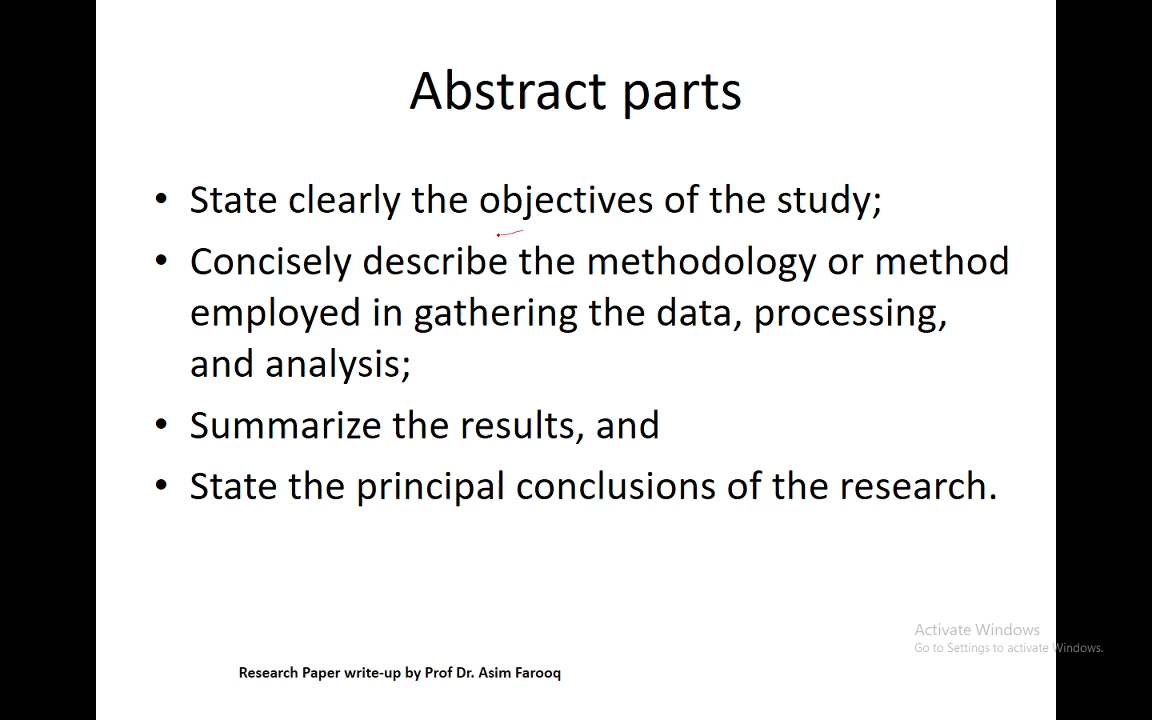 Abstract parts
• State clearly the objectives of the study;
• Concisely describe the methodology or method
employed in gathering the data, processing,
and analysis;
• Summarize the results, and
• State the principal conclusions of the research.
Activate Windows
Go to Settings to activate Windows.
Research Paper write-up by Prof Dr. Asim Farooq